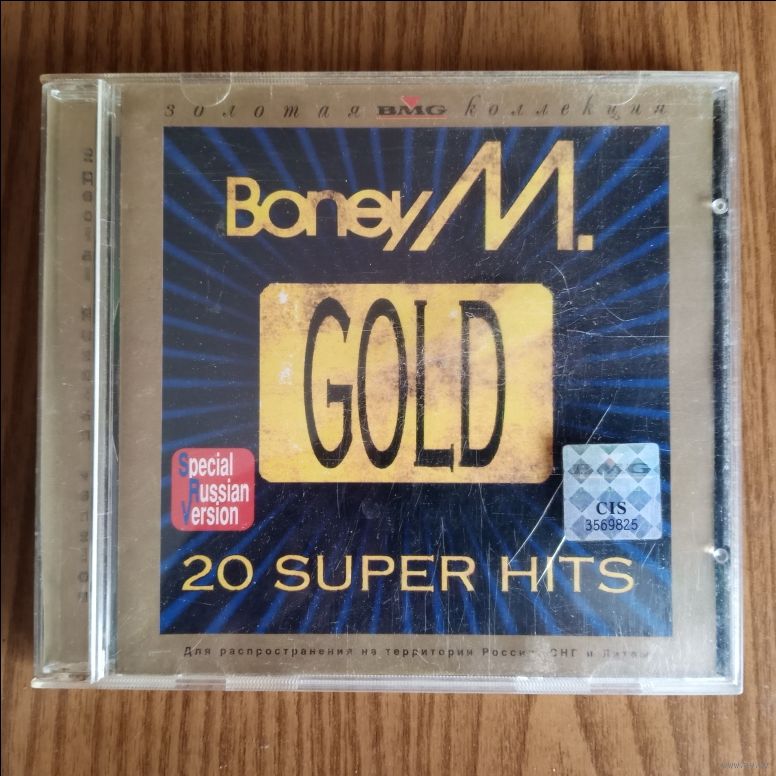 золотая BMG коллекция
Boney M.
GOLD
Special
Russian
Version
BMG
CIS
3569825
20 SUPER HITS
Для распространения на территории России, СНГ и